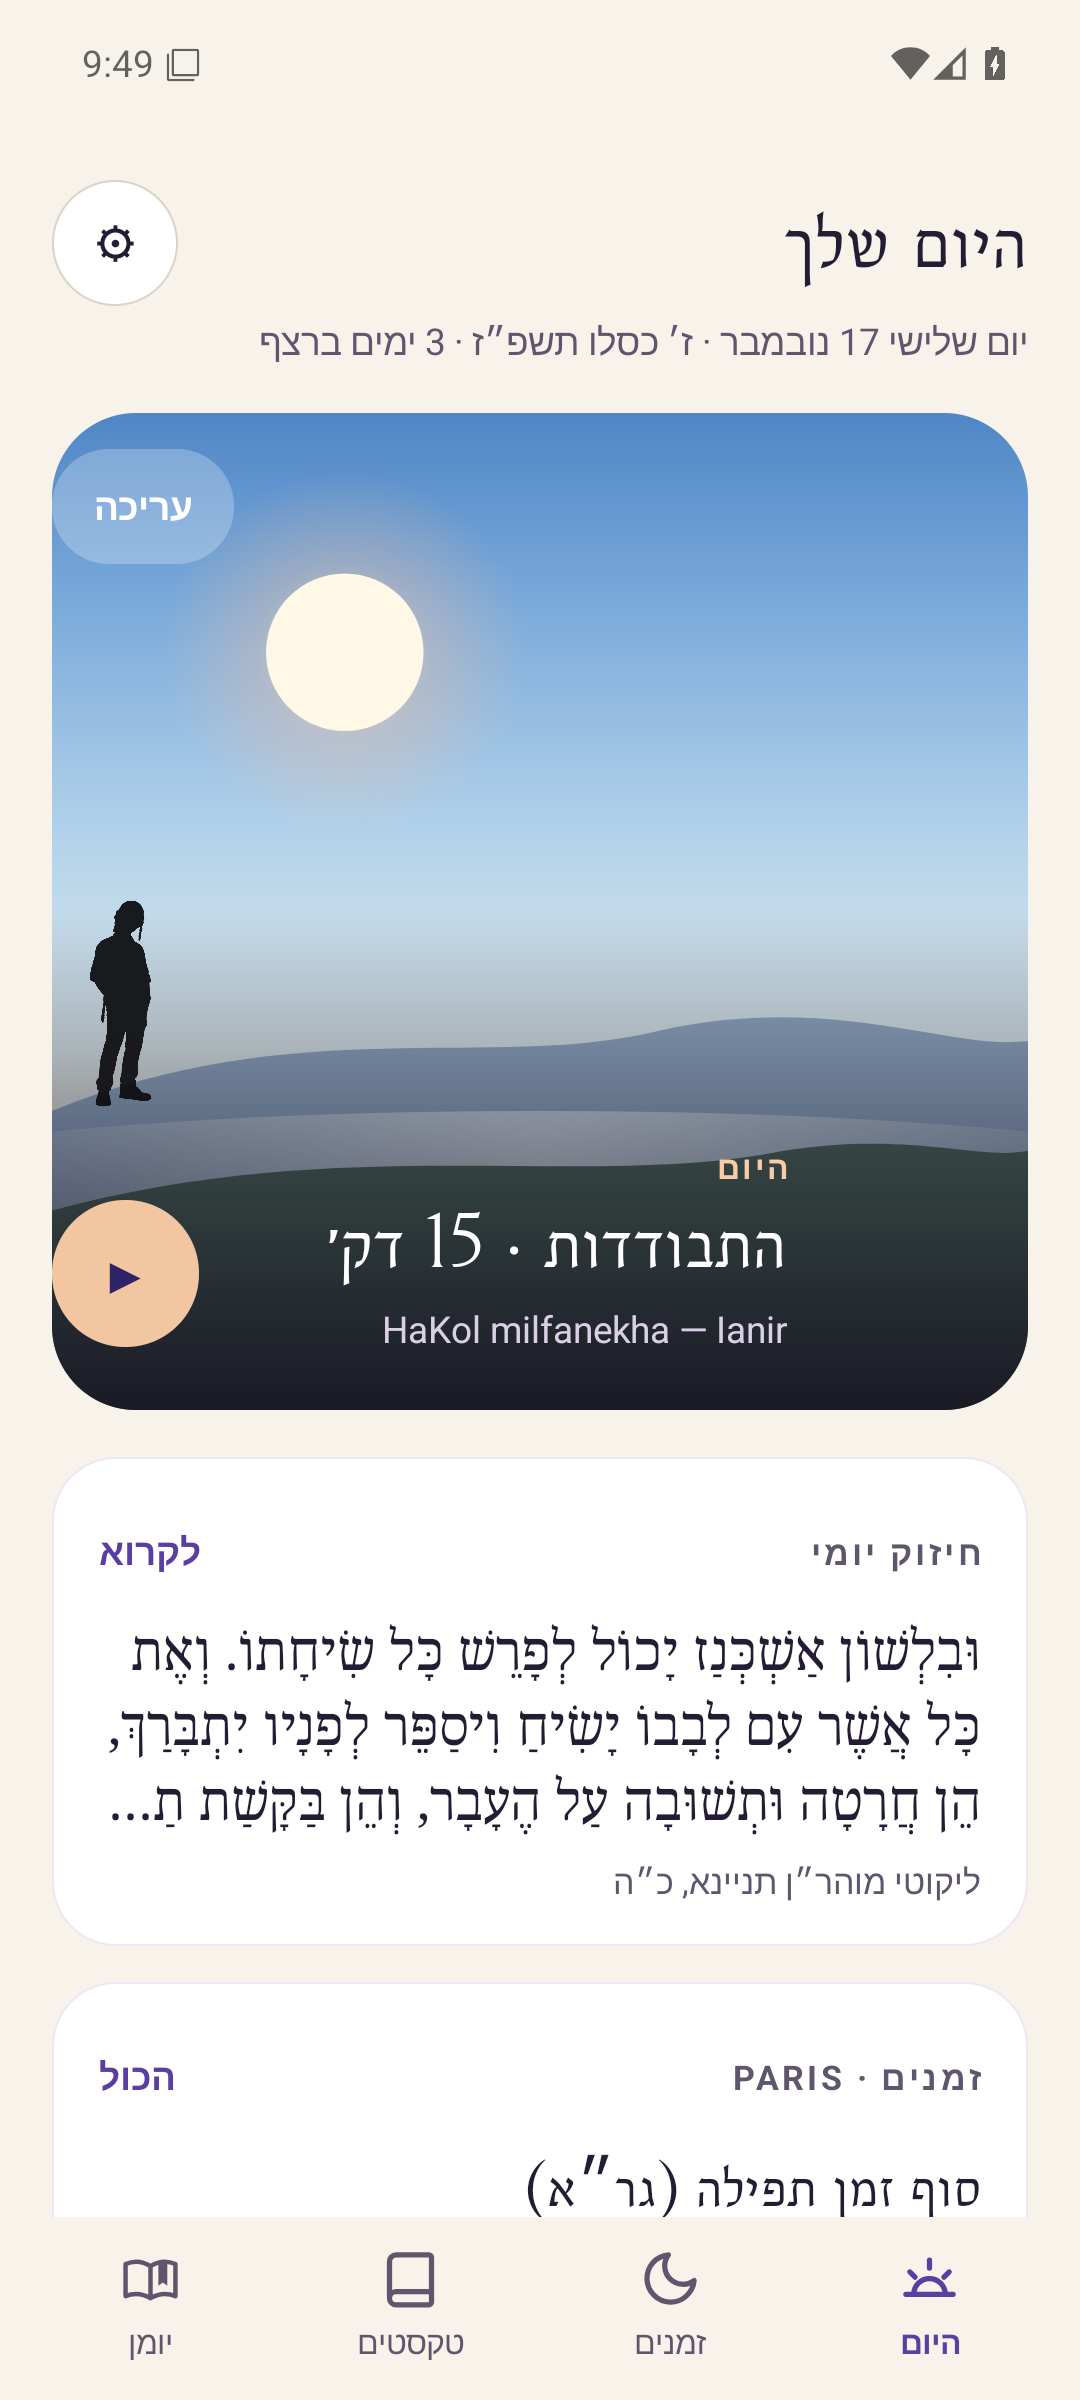 9:49
היום שלך
יום שלישי 17 נובמבר · ז׳ כסלו תשפ״ז · 3 ימים ברצף
עריכה
היום
התבודדות · 15 דק׳
HaKol milfanekha — Ianir
חיזוק יומי
לקרוא
וּבִלְשׁוֹן אַשְׁכְּנַז יָכוֹל לְפָרֵשׁ כָּל שִׂיחָתוֹ. וְאֶת
כָּל אֲשֶׁר עִם לְבָבוֹ יָשִׂיחַ וִיסַפֵּר לְפָנָיו יִתְבָּרַךְ,
הֵן חֲרָטָה וּתְשׁוּבָה עַל הֶעָבָר, וְהֵן בַּקָּשַׁת תַ...
ליקוטי מוהר״ן תניינא, כ״ה
זמנים · PARIS
הכול
סוף זמן תפילה (גר״א)
היום
זמנים
טקסטים
יומן